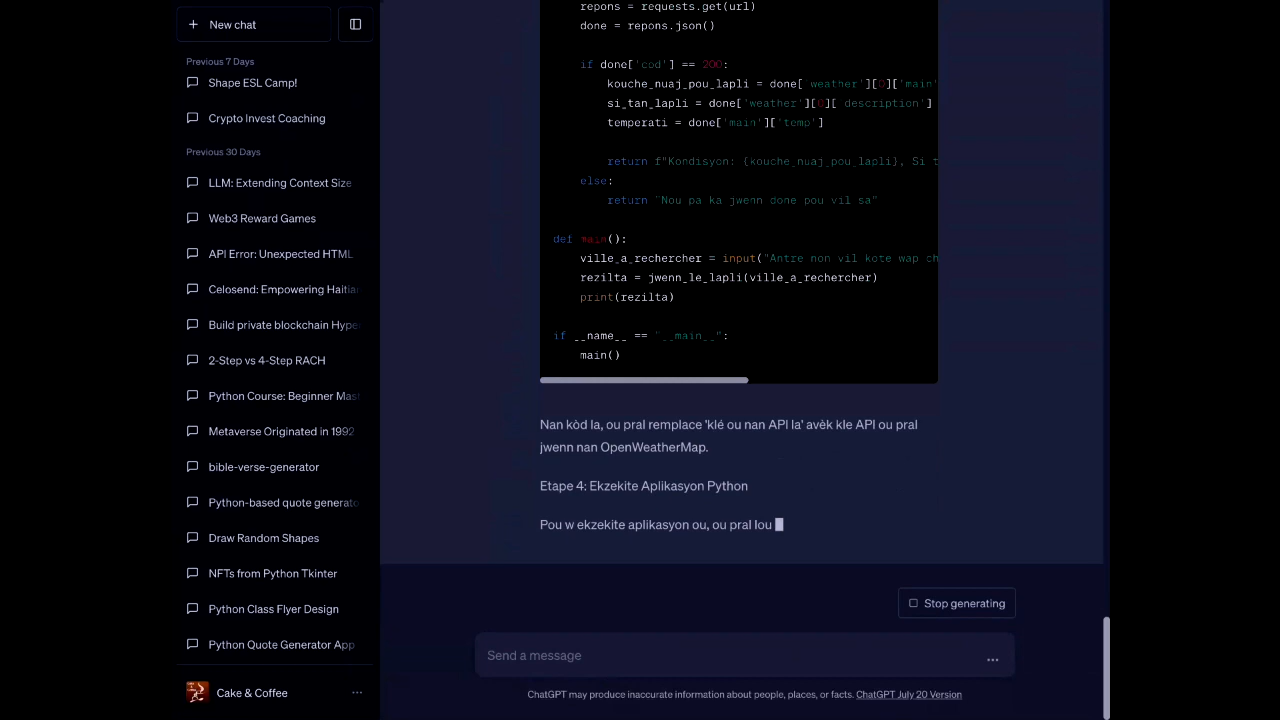 New chat
Previous 7 Days
Shape ESL Camp!
Crypto Invest Coaching
Previous 30 Days
LLM: Extending Context Size
Web3 Reward Games
API Error: Unexpected HTML
Celosend: Empowering Haitia
Build private blockchain Hype
2-Step vs 4-Step RACH
Python Course: Beginner Mas
Metaverse Originated in 1992
bible-verse-generator
Python-based quote generato
Draw Random Shapes
NFTs from Python Tkinter
Python Class Flyer Design
Python Quote Generator App
Cake & Coffee
repons = requests.get(url)
done = repons.json()
if done['cod'] == 200:
kouche_nuaj_pou_lapli = done['weather'][0]['main'
si_tan_lapli = done['weather'][0]['description']
temperati = done['main']['temp']
return f"Kondisyon: {kouche_nuaj_pou_lapli}, Si t
else:
return "Nou pa ka jwenn done pou vil sa"
def main():
ville_a_rechercher = input("Antre non vil kote wap ch
rezilta = jwenn_le_lapli(ville_a_rechercher)
print(rezilta)
if __name__ == "__main__":
main()
Nan kòd la, ou pral remplace 'klé ou nan API la' avèk kle API ou pral
jwenn nan OpenWeatherMap.
Etape 4: Ekzekite Aplikasyon Python
Pou w ekzekite aplikasyon ou, ou pral lou
Stop generating
Send a message
ChatGPT may produce inaccurate information about people, places, or facts. ChatGPT July 20 Version